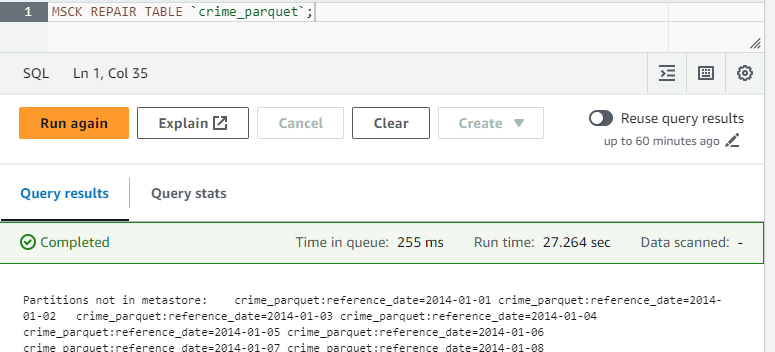 1 MSCK REPAIR TABLE `crime_parquet`;
SQL Ln 1, Col 35
Run again Explain Cancel Clear Create Reuse query results
up to 60 minutes ago
Query results Query stats
Completed Time in queue: 255 ms Run time: 27.264 sec Data scanned: -
Partitions not in metastore: crime_parquet:reference_date=2014-01-01 crime_parquet:reference_date=2014-
01-02 crime_parquet:reference_date=2014-01-03 crime_parquet:reference_date=2014-01-04
crime_parquet:reference_date=2014-01-05 crime_parquet:reference_date=2014-01-06
crime_parquet:reference_date=2014-01-07 crime_parquet:reference_date=2014-01-08